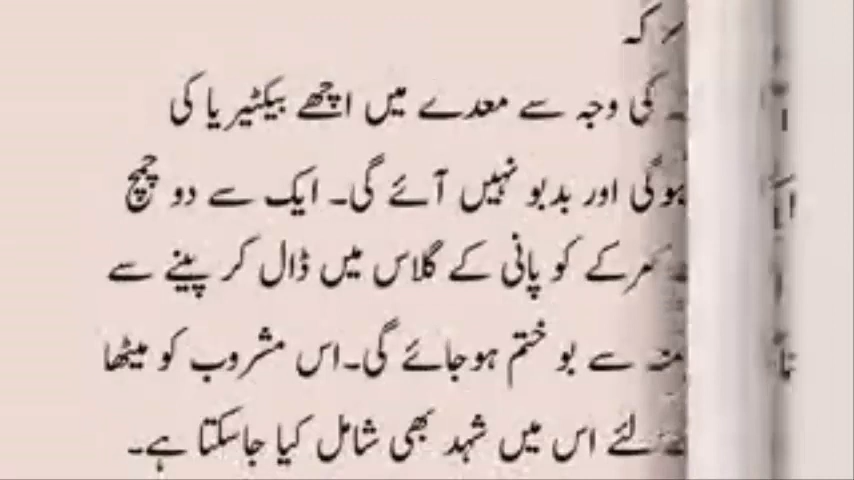 کہ
کی وجہ سے معدے میں اچھے بیکٹیریا کی
ہوگی اور بدبو نہیں آئے گی۔ ایک سے دو چمچ
سرکے کو پانی کے گلاس میں ڈال کر پینے سے
منہ سے بو ختم ہوجائے گی۔اس مشروب کو میٹھا
لئے اس میں شہد بھی شامل کیا جاسکتا ہے۔